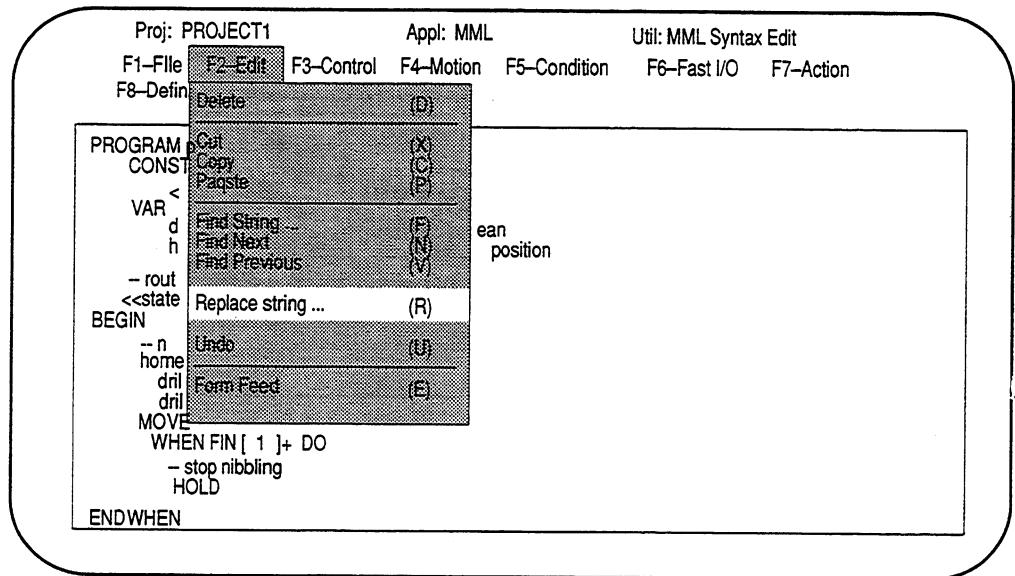 Proj: PROJECT1 Appl: MML Util: MML Syntax Edit
F1–File F2–Edit F3–Control F4–Motion F5–Condition F6–Fast I/O F7–Action
F8–Defin
Delete (D)
PROGRAM p Cut (X)
CONST Copy (C)
Paqste (P)
<
VAR
d Find String ... (F) ean
h Find Next (N) position
Find Previous (V)
– rout
<<state Replace string ... (R)
BEGIN
-- n Undo (U)
home
dril Form Feed (E)
dril
MOVE
WHEN FIN [ 1 ]+ DO
– stop nibbling
HOLD
ENDWHEN